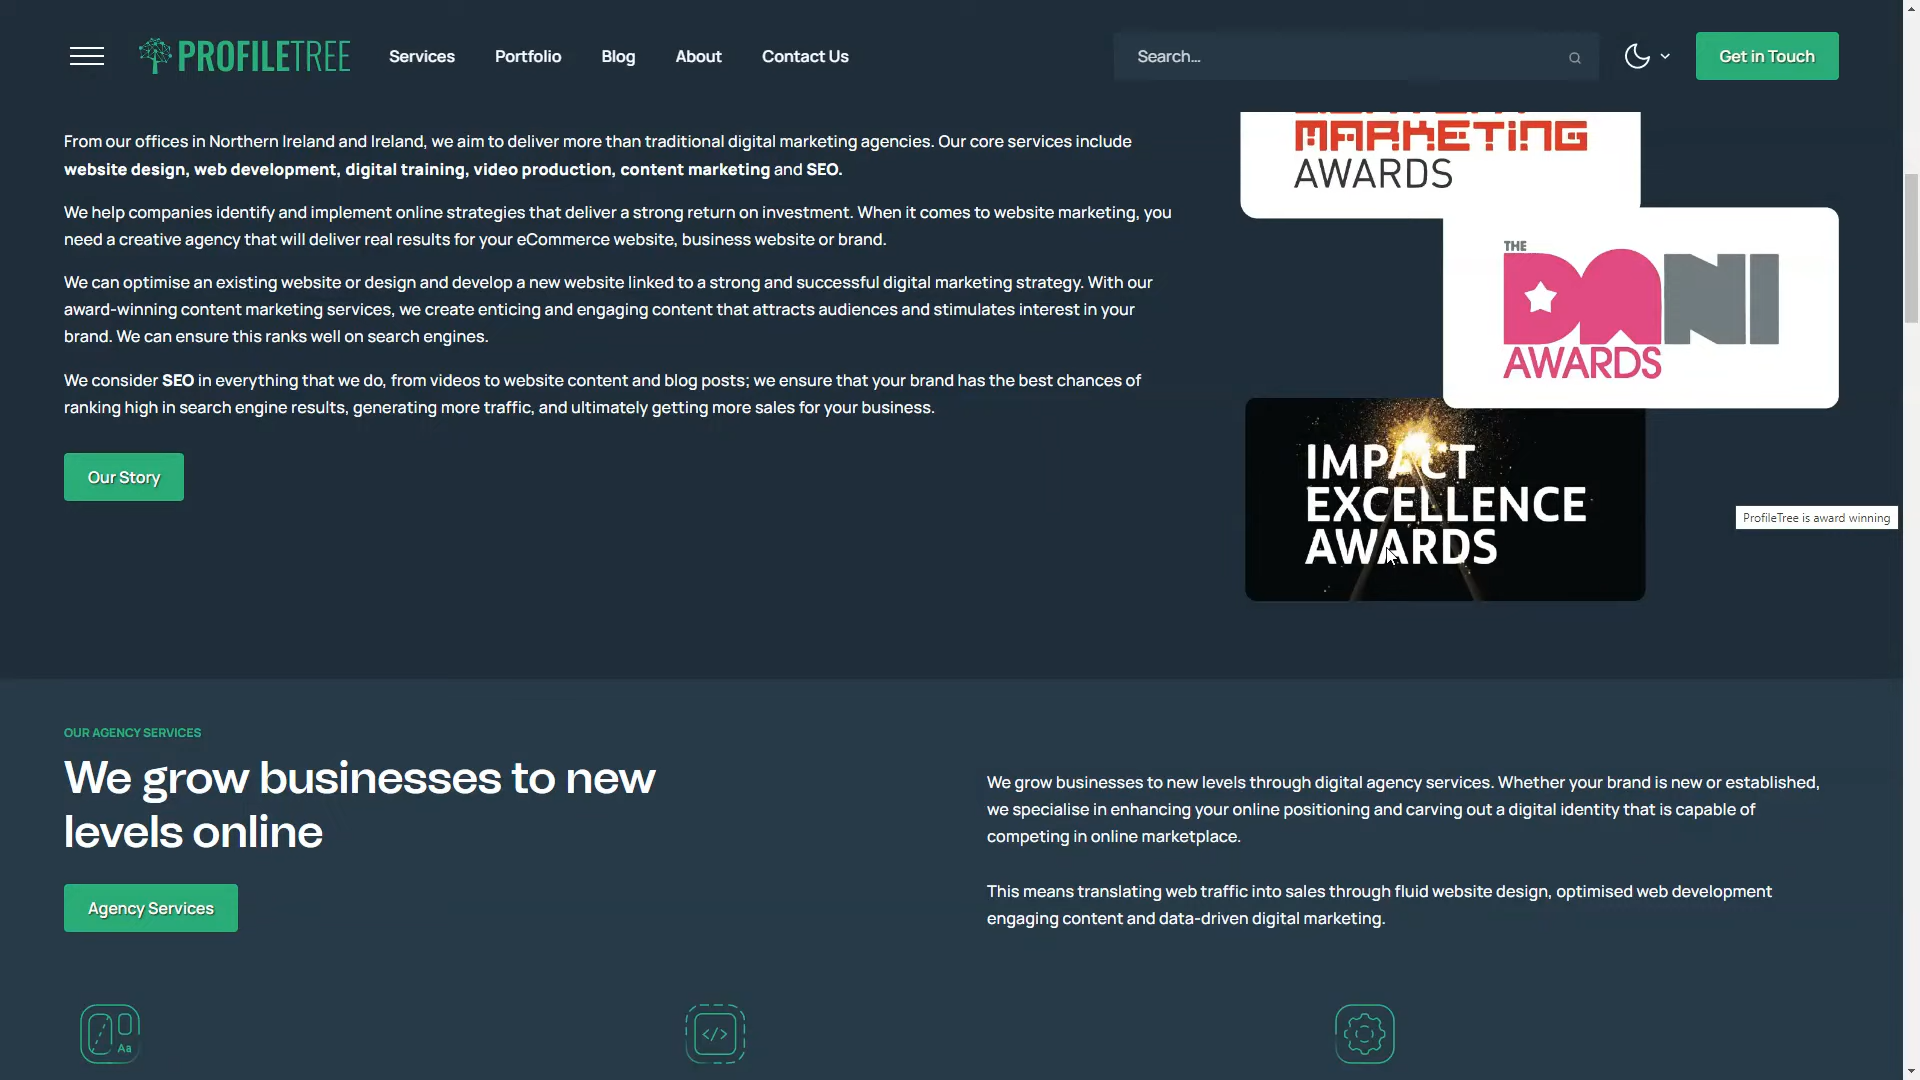 PROFILETREE
Services
Portfolio
Blog
About
Contact Us
Search...
Get in Touch
From our offices in Northern Ireland and Ireland, we aim to deliver more than traditional digital marketing agencies. Our core services include
website design, web development, digital training, video production, content marketing and SEO.
We help companies identify and implement online strategies that deliver a strong return on investment. When it comes to website marketing, you
need a creative agency that will deliver real results for your eCommerce website, business website or brand.
We can optimise an existing website or design and develop a new website linked to a strong and successful digital marketing strategy. With our
award-winning content marketing services, we create enticing and engaging content that attracts audiences and stimulates interest in your
brand. We can ensure this ranks well on search engines.
We consider SEO in everything that we do, from videos to website content and blog posts; we ensure that your brand has the best chances of
ranking high in search engine results, generating more traffic, and ultimately getting more sales for your business.
Our Story
MARKETING
AWARDS
THE
DANI
AWARDS
IMPACT
EXCELLENCE
AWARDS
ProfileTree is award winning
OUR AGENCY SERVICES
We grow businesses to new
levels online
Agency Services
We grow businesses to new levels through digital agency services. Whether your brand is new or established,
we specialise in enhancing your online positioning and carving out a digital identity that is capable of
competing in online marketplace.
This means translating web traffic into sales through fluid website design, optimised web development
engaging content and data-driven digital marketing.
Aa